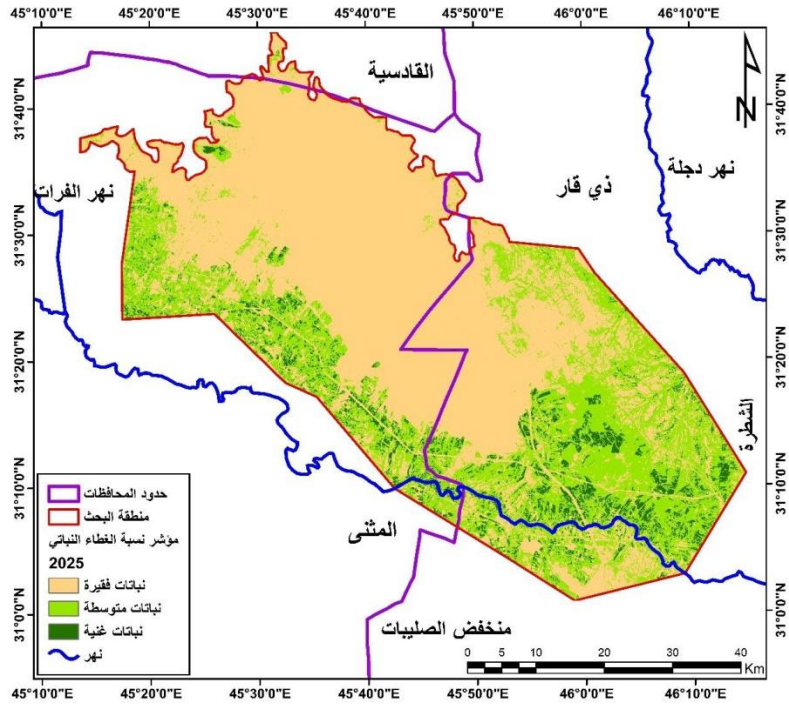 45°10'0"E 45°20'0"E 45°30'0"E 45°40'0"E 45°50'0"E 46°0'0"E 46°10'0"E
N
القادسية
31°40'0"N
31°40'0"N
نهر دجلة
ذي قار
نهر الفرات
31°30'0"N
31°30'0"N
31°20'0"N
31°20'0"N
الشطرة
31°10'0"N
31°10'0"N
المثنى
31°0'0"N
31°0'0"N
منخفض الصليبات
حدود المحافظات
منطقة البحث
مؤشر نسبة الغطاء النباتي
2025
نباتات فقيرة
نباتات متوسطة
نباتات غنية
نهر
0 5 10 20 30 40
Km
45°10'0"E 45°20'0"E 45°30'0"E 45°40'0"E 45°50'0"E 46°0'0"E 46°10'0"E